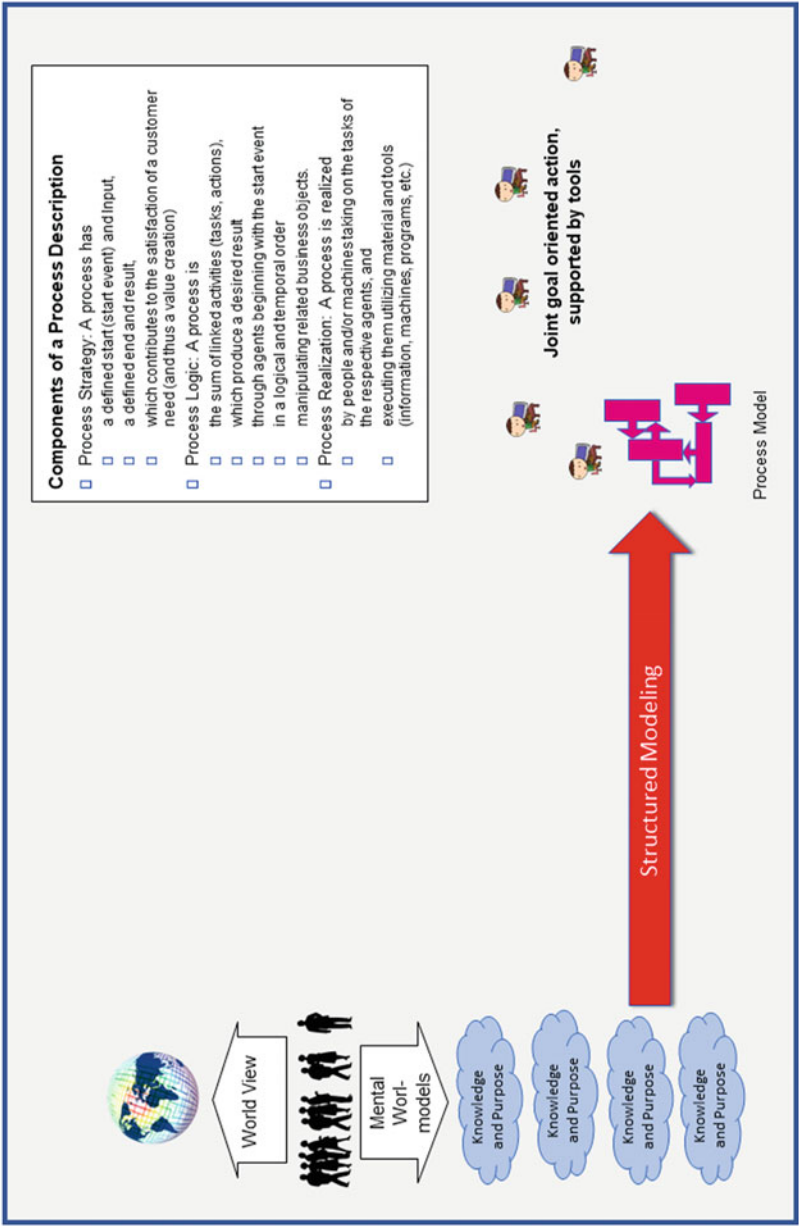 World View
Mental
Worl-
models
Knowledge
and Purpose
Knowledge
and Purpose
Knowledge
and Purpose
Knowledge
and Purpose
Structured Modeling
Components of a Process Description
Process Strategy: A process has
a defined start (start event) and Input,
a defined end and result,
which contributes to the satisfaction of a customer
need (and thus a value creation)
Process Logic: A process is
the sum of linked activities (tasks, actions),
which produce a desired result
through agents beginning with the start event
in a logical and temporal order
manipulating related business objects.
Process Realization: A process is realized
by people and/or machines taking on the tasks of
the respective agents, and
executing them utilizing material and tools
(information, machines, programs, etc.)
Joint goal oriented action,
supported by tools
Process Model